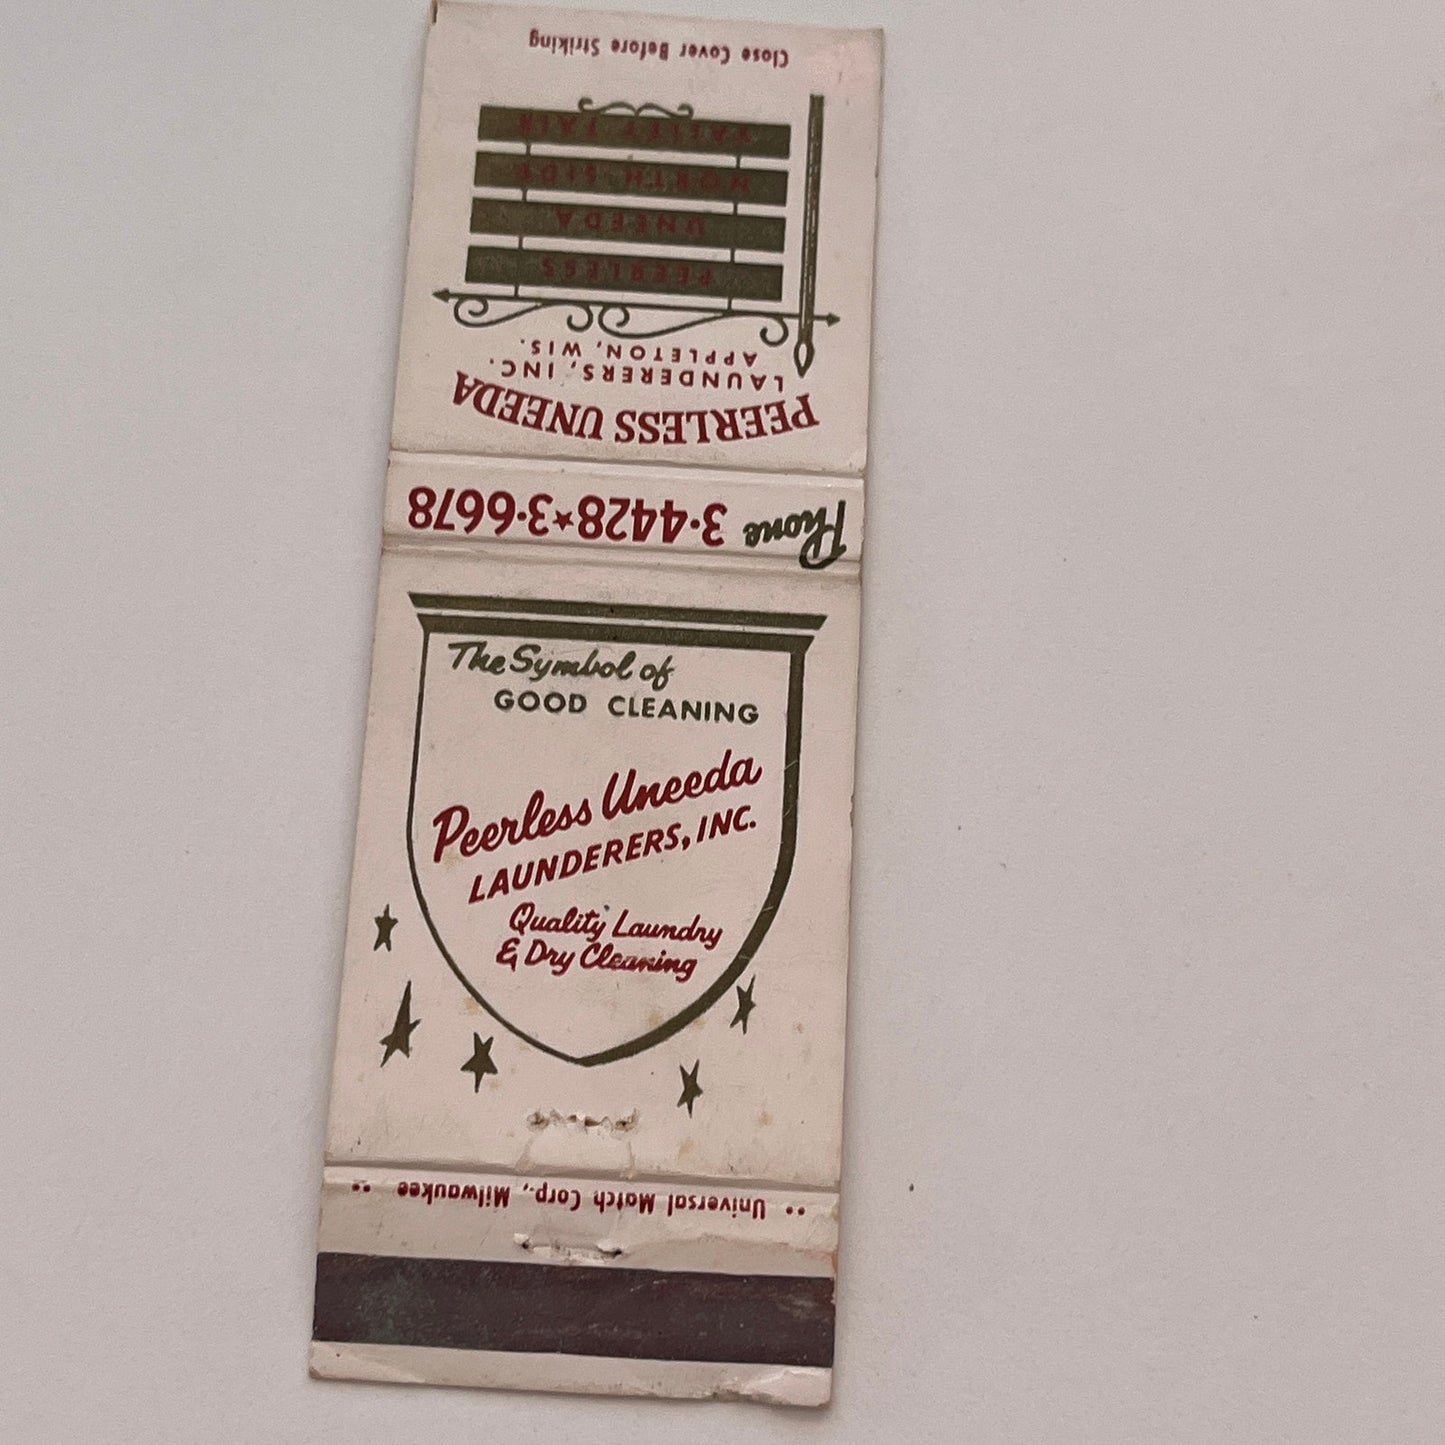 Close Cover Before Striking
PEERLESS
UNEEDA
NORTH SIDE
VALLEY FAIR
PEERLESS UNEEDA
LAUNDERERS, INC.
APPLETON, WIS.
Phone 3-4428★3-6678
The Symbol of
GOOD CLEANING
Peerless Uneeda
LAUNDERERS, INC.
Quality Laundry
& Dry Cleaning
•• Universal Match Corp., Milwaukee ••